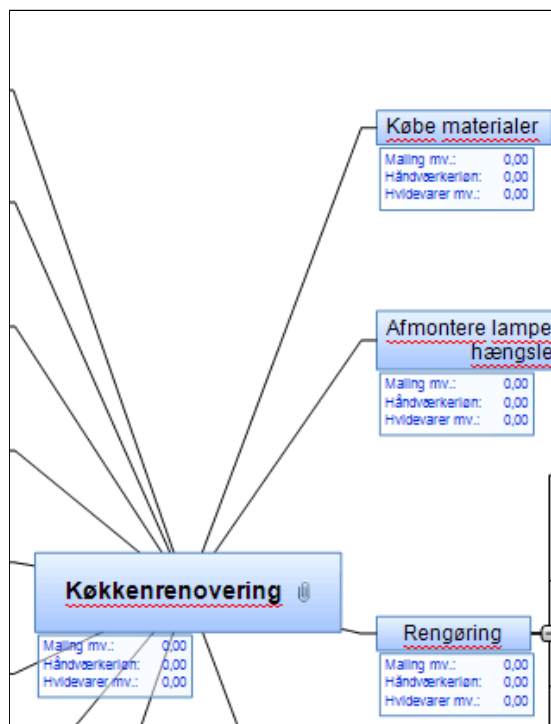 Købe materialer
Maling mv.: 0,00
Håndværkerløn: 0,00
Hvidevarer mv.: 0,00
Afmontere lampe
hængsle
Maling mv.: 0,00
Håndværkerløn: 0,00
Hvidevarer mv.: 0,00
Køkkenrenovering
Maling mv.: 0,00
Håndværkerløn: 0,00
Hvidevarer mv.: 0,00
Rengøring
Maling mv.: 0,00
Håndværkerløn: 0,00
Hvidevarer mv.: 0,00